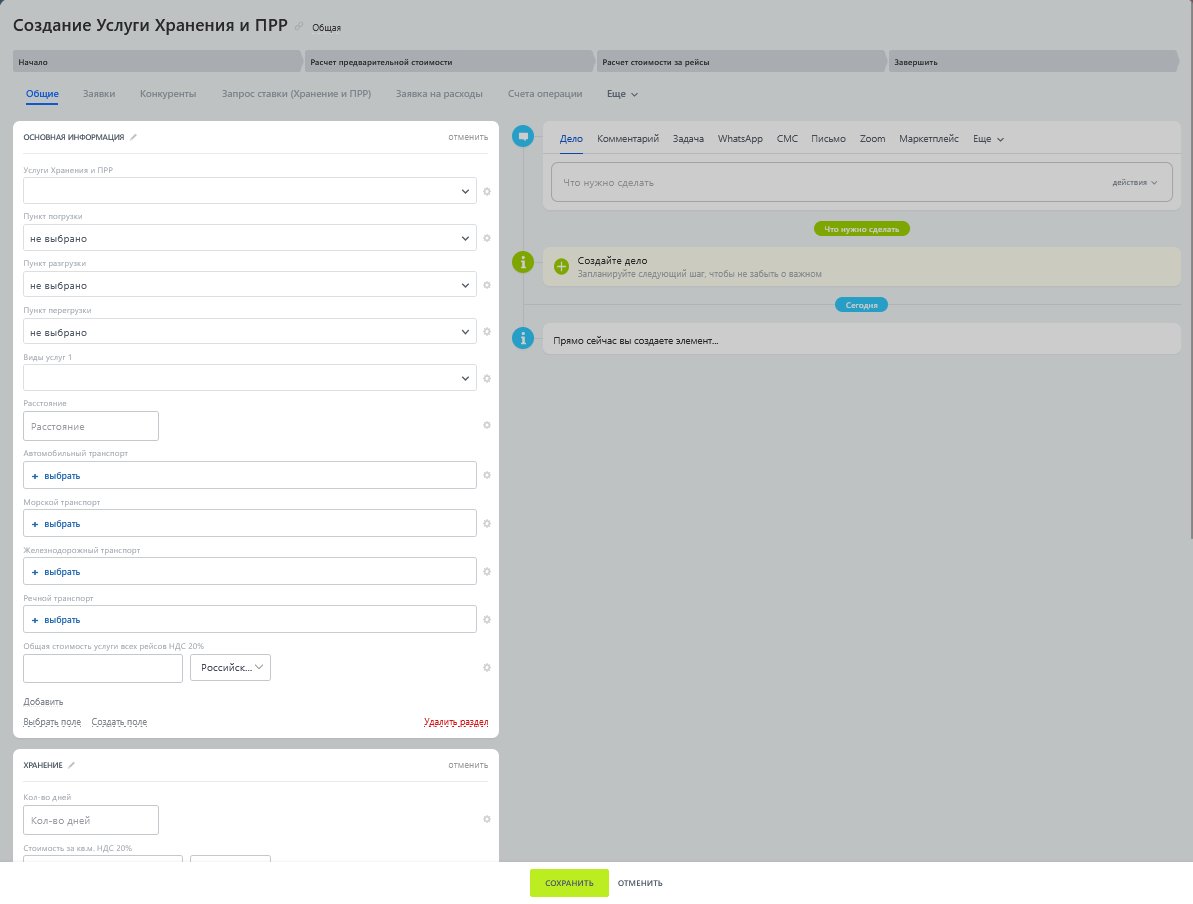 Создание Услуги Хранения и ПРР Общая
Начало Расчет предварительной стоимости Расчет стоимости за рейсы Завершить
Общие Заявки Конкуренты Запрос ставки (Хранение и ПРР) Заявка на расходы Счета операции Еще
ОСНОВНАЯ ИНФОРМАЦИЯ ОТМЕНИТЬ
Услуги Хранения и ПРР
Пункт погрузки
не выбрано
Пункт разгрузки
не выбрано
Пункт перегрузки
не выбрано
Виды услуг 1
Расстояние
Расстояние
Автомобильный транспорт
+ выбрать
Морской транспорт
+ выбрать
Железнодорожный транспорт
+ выбрать
Речной транспорт
+ выбрать
Общая стоимость услуги всех рейсов НДС 20%
Российск...
Добавить
Выбрать поле Создать поле Удалить раздел
ХРАНЕНИЕ ОТМЕНИТЬ
Кол-во дней
Кол-во дней
Стоимость за кв.м. НДС 20%
Дело Комментарий Задача WhatsApp СМС Письмо Zoom Маркетплейс Еще
Что нужно сделать действия
Что нужно сделать
Создайте дело
Запланируйте следующий шаг, чтобы не забыть о важном
Сегодня
Прямо сейчас вы создаете элемент...
СОХРАНИТЬ ОТМЕНИТЬ